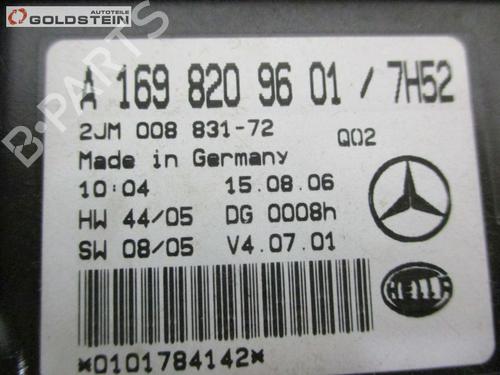 AUTOTEILE
GOLDSTEIN
B-PARTS
A 169 820 96 01 / 7H52
2JM 008 831-72
Q02
Made in Germany
10:04 15.08.06
HW 44/05 DG 0008h
SW 08/05 V4.07.01
HELLA
*0101784142*